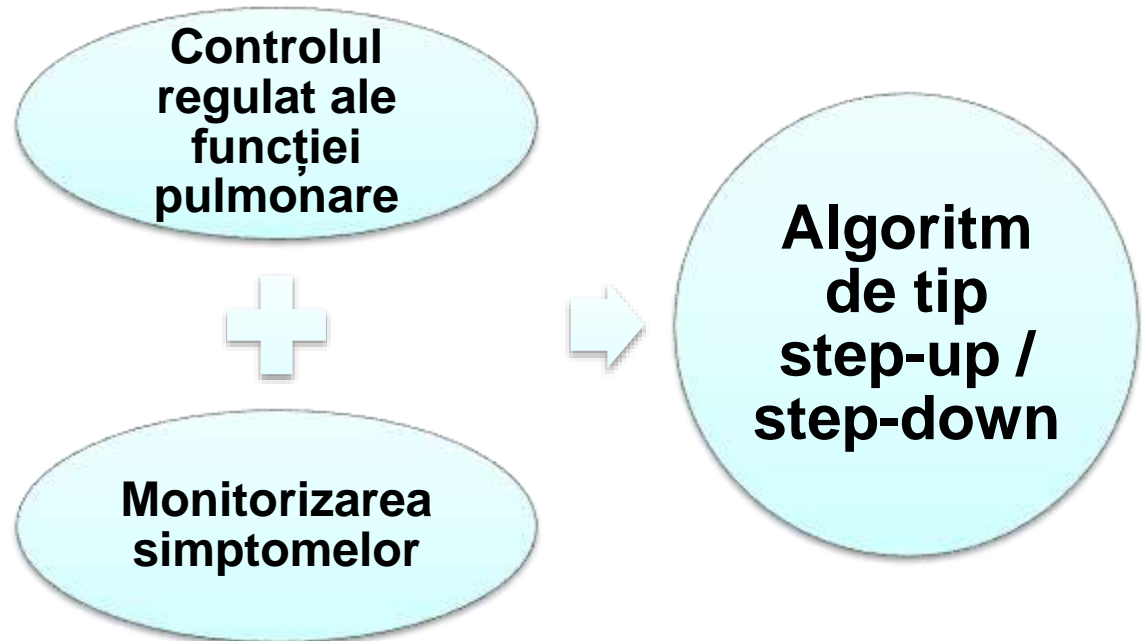 Controlul
regulat ale
funcției
pulmonare
Monitorizarea
simptomelor
Algoritm
de tip
step-up /
step-down